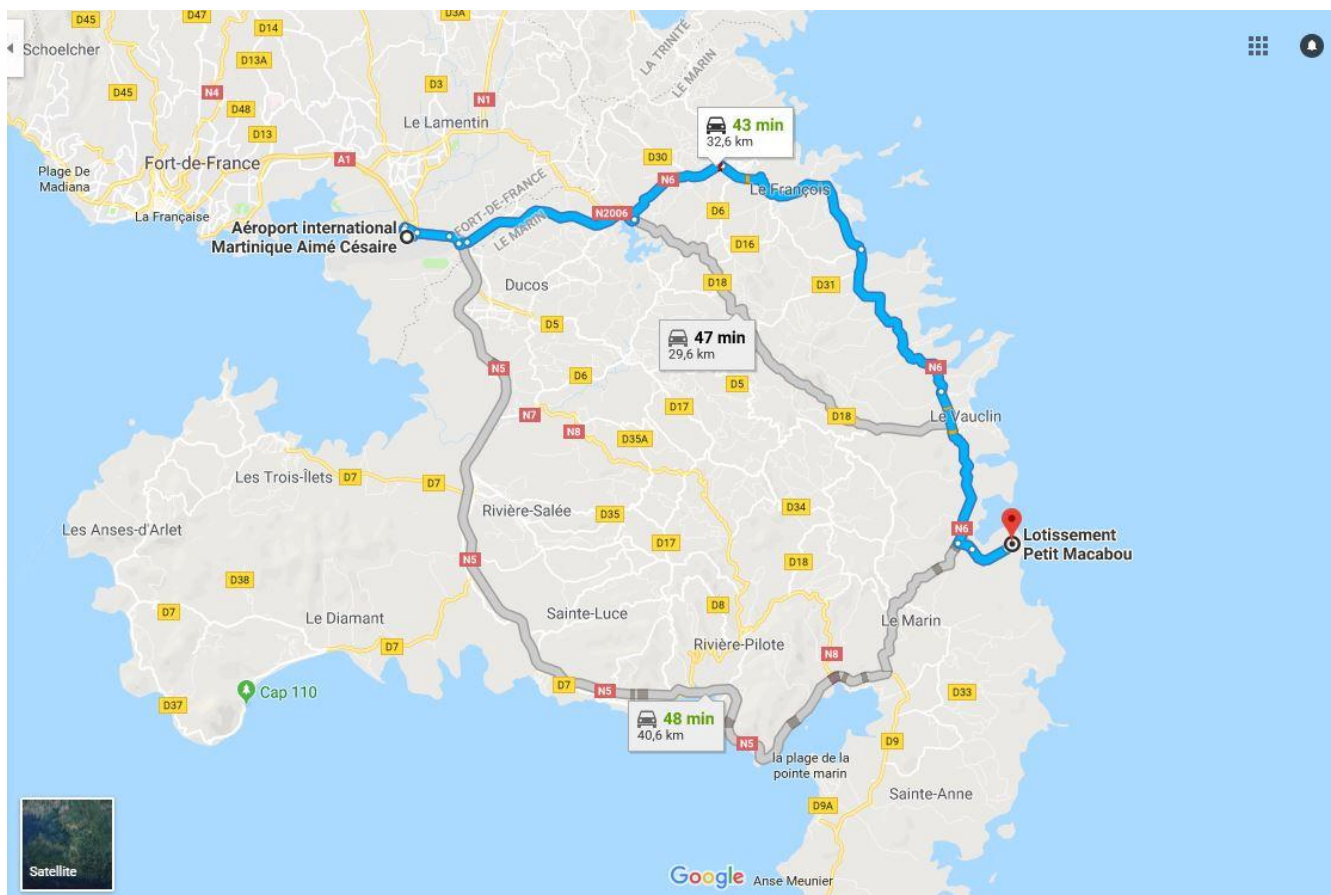 D45
D47
D14
D3A
Schoelcher
D13A
LA TRINITÉ
LE MARIN
D3
D45
N4
N1
D48
Le Lamentin
43 min
32,6 km
D13
Fort-de-France
A1
D30
Plage De
Madiana
N6
Le François
FORT-DE-FRANCE
LE MARIN
La Française
N2006
D6
Aéroport international
Martinique Aimé Césaire
D16
Ducos
D18
D31
D5
47 min
29,6 km
N5
N6
D6
D5
D17
N7
D18
Le Vauclin
N8
D35A
Les Trois-Îlets
D7
D7
Rivière-Salée
D35
D34
N6
Les Anses-d'Arlet
Lotissement
Petit Macabou
D17
N5
D18
D38
D7
Le Diamant
Sainte-Luce
D8
Le Marin
D7
Rivière-Pilote
N8
Cap 110
D7
N5
D33
D37
48 min
40,6 km
N5
D9
la plage de la
pointe marin
Sainte-Anne
D9A
Satellite
Google
Anse Meunier